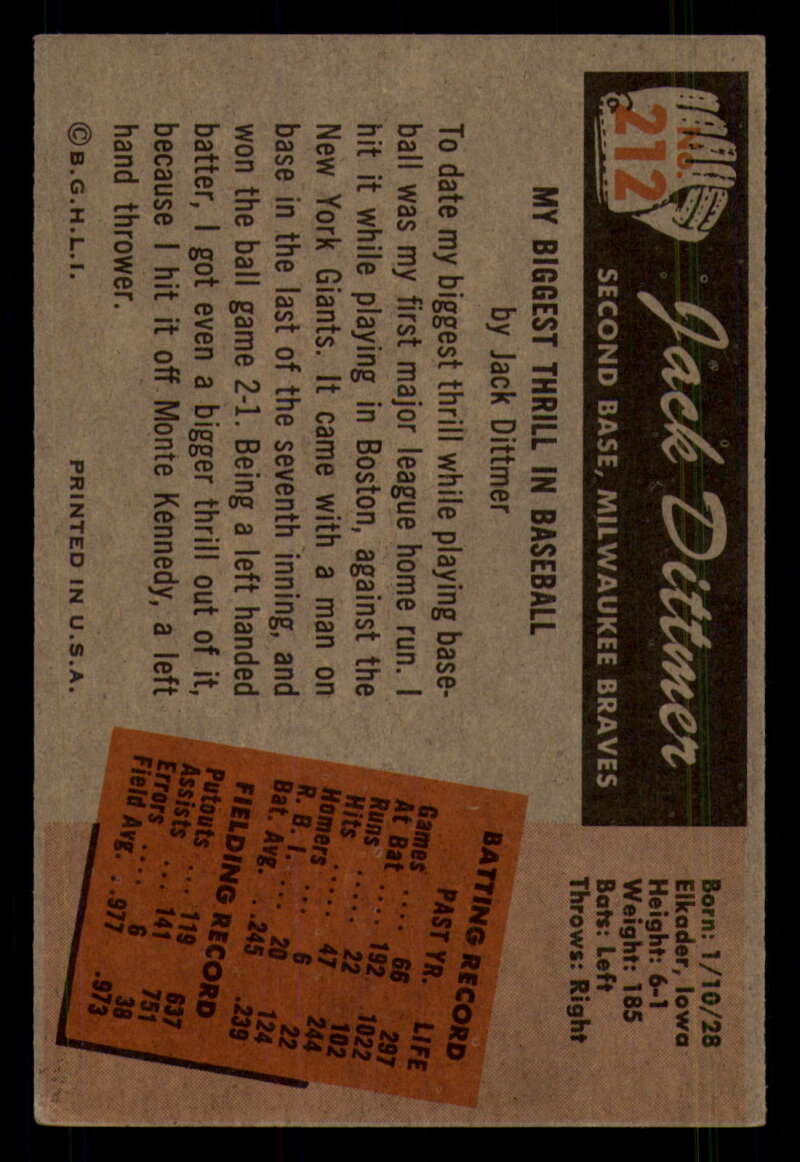 No.
212
Jack Dittmer
SECOND BASE, MILWAUKEE BRAVES
Born: 1/10/28
Elkader, Iowa
Height: 6-1
Weight: 185
Bats: Left
Throws: Right
MY BIGGEST THRILL IN BASEBALL
by Jack Dittmer
To date my biggest thrill while playing base-
ball was my first major league home run. I
hit it while playing in Boston, against the
New York Giants. It came with a man on
base in the last of the seventh inning, and
won the ball game 2-1. Being a left handed
batter, I got even a bigger thrill out of it,
because I hit it off Monte Kennedy, a left
hand thrower.
© B.G.H.L.I. PRINTED IN U.S.A.
BATTING RECORD
PAST YR. LIFE
Games .... 66 297
At Bat .... 192 1022
Runs ..... 22 102
Hits ..... 47 244
Homers ... 6 22
R. B. I. ... 20 124
Bat. Avg. . .245 .239
FIELDING RECORD
Putouts ... 119 637
Assists ... 141 751
Errors .... 6 38
Field Avg. . .977 .973